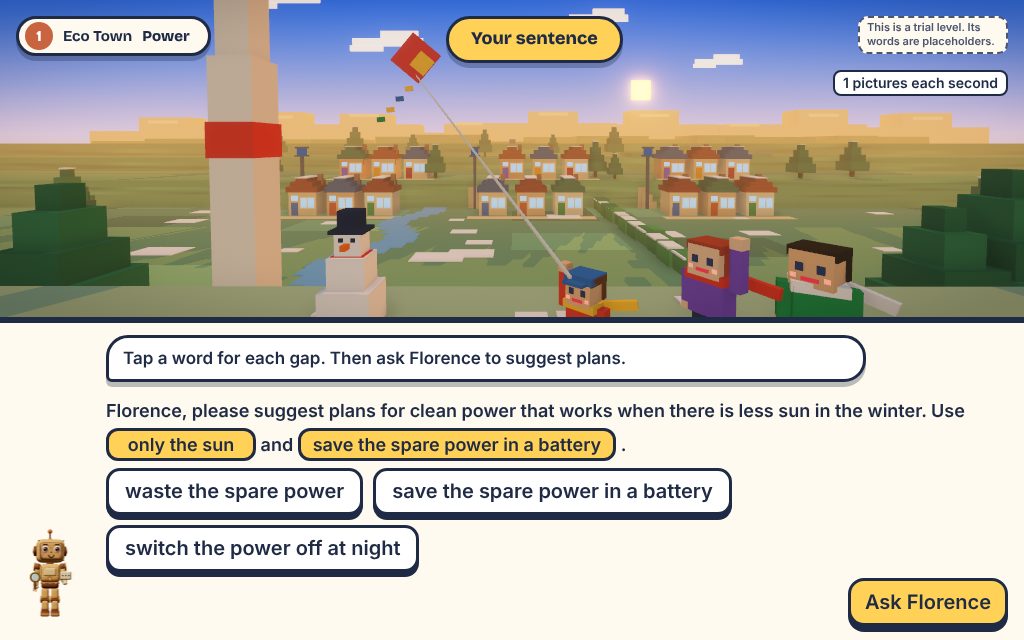 1 Eco Town Power
Your sentence
This is a trial level. Its
words are placeholders.
1 pictures each second
Tap a word for each gap. Then ask Florence to suggest plans.
Florence, please suggest plans for clean power that works when there is less sun in the winter. Use
only the sun and save the spare power in a battery .
waste the spare power save the spare power in a battery
switch the power off at night
Ask Florence